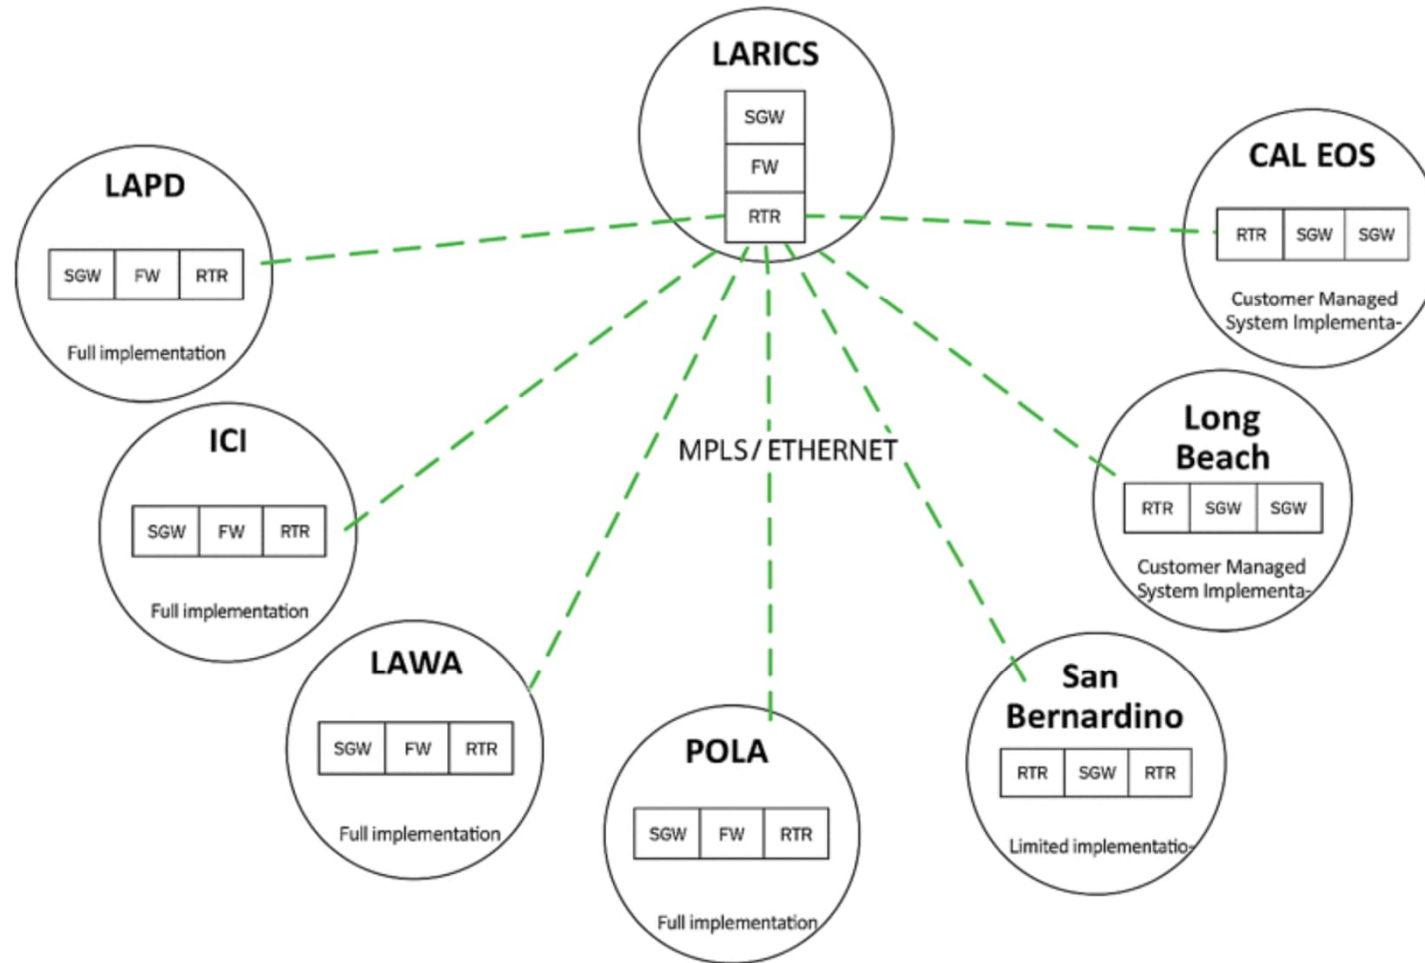 LARICS
SGW
FW
RTR
CAL EOS
RTR SGW SGW
Customer Managed
System Implementa-
LAPD
SGW FW RTR
Full implementation
ICI
SGW FW RTR
Full implementation
MPLS / ETHERNET
Long
Beach
RTR SGW SGW
Customer Managed
System Implementa-
LAWA
SGW FW RTR
Full implementation
POLA
SGW FW RTR
Full implementation
San
Bernardino
RTR SGW RTR
Limited implementatio-